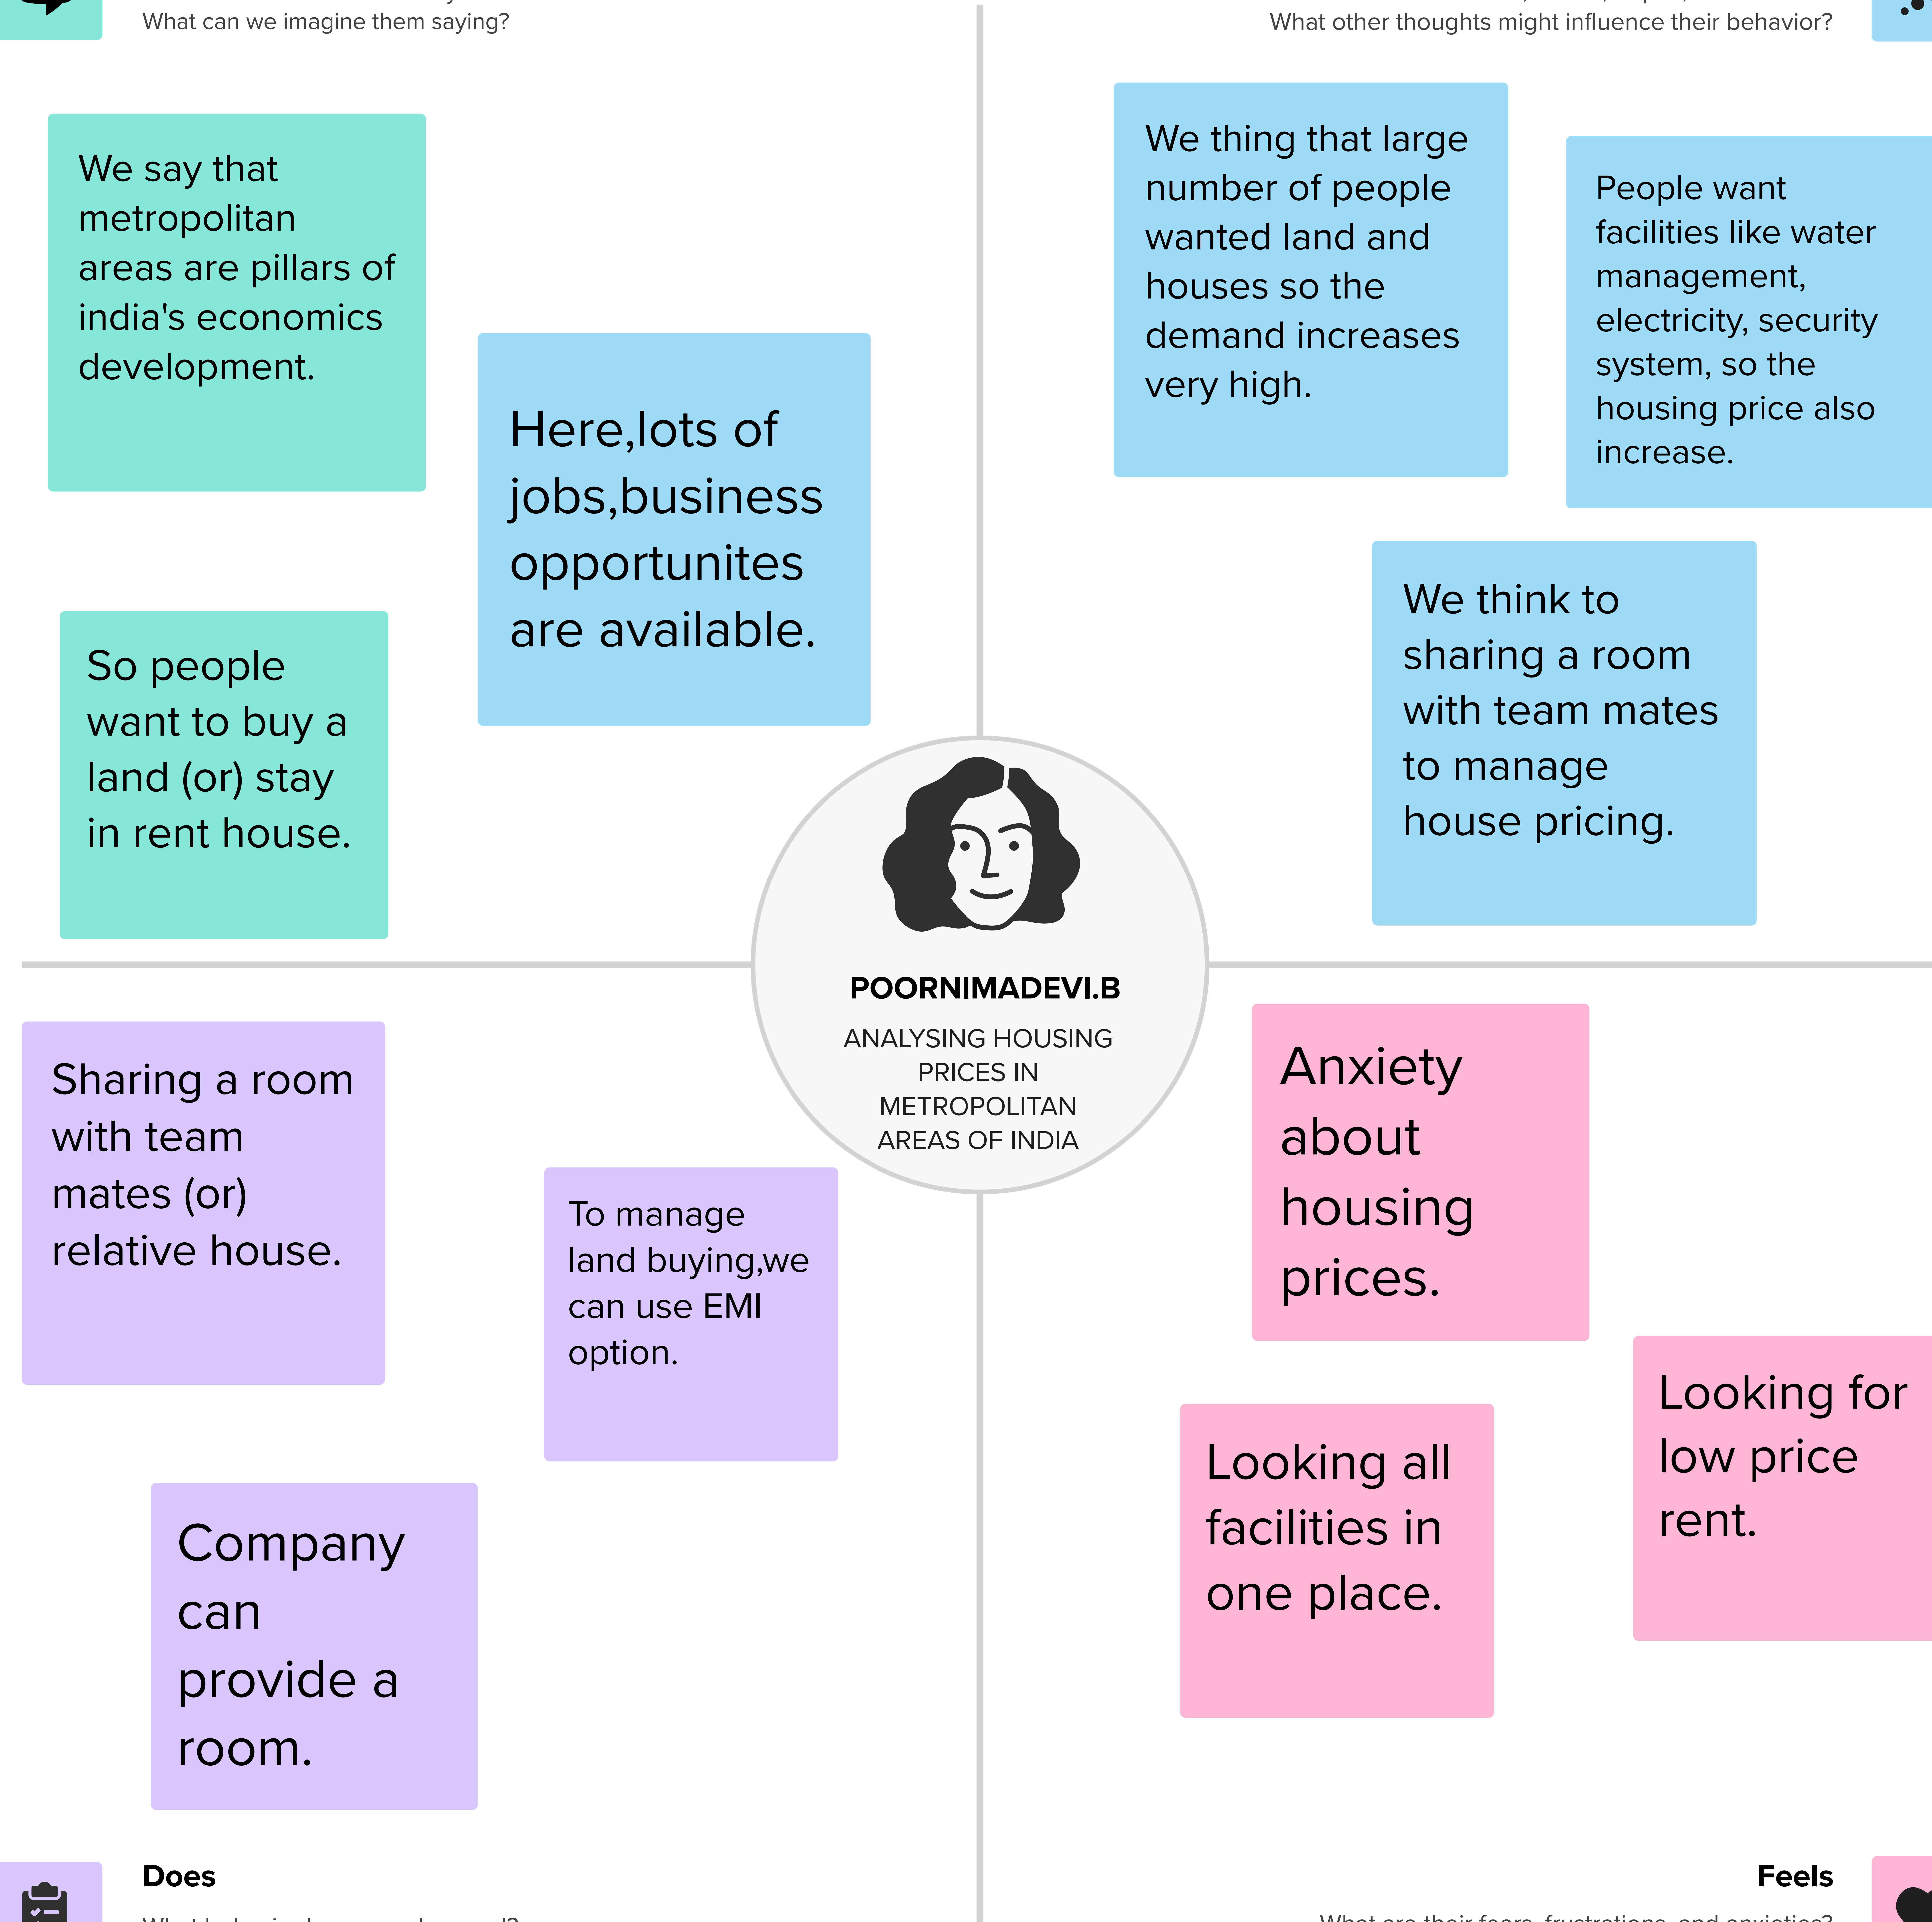 What can we imagine them saying?
What other thoughts might influence their behavior?
We say that
metropolitan
areas are pillars of
india's economics
development.
Here,lots of
jobs,business
opportunites
are available.
So people
want to buy a
land (or) stay
in rent house.
We thing that large
number of people
wanted land and
houses so the
demand increases
very high.
People want
facilities like water
management,
electricity, security
system, so the
housing price also
increase.
We think to
sharing a room
with team mates
to manage
house pricing.
POORNIMADEVI.B
ANALYSING HOUSING
PRICES IN
METROPOLITAN
AREAS OF INDIA
Sharing a room
with team
mates (or)
relative house.
To manage
land buying,we
can use EMI
option.
Company
can
provide a
room.
Anxiety
about
housing
prices.
Looking all
facilities in
one place.
Looking for
low price
rent.
Does
Feels
What are their fears, frustrations, and anxieties?